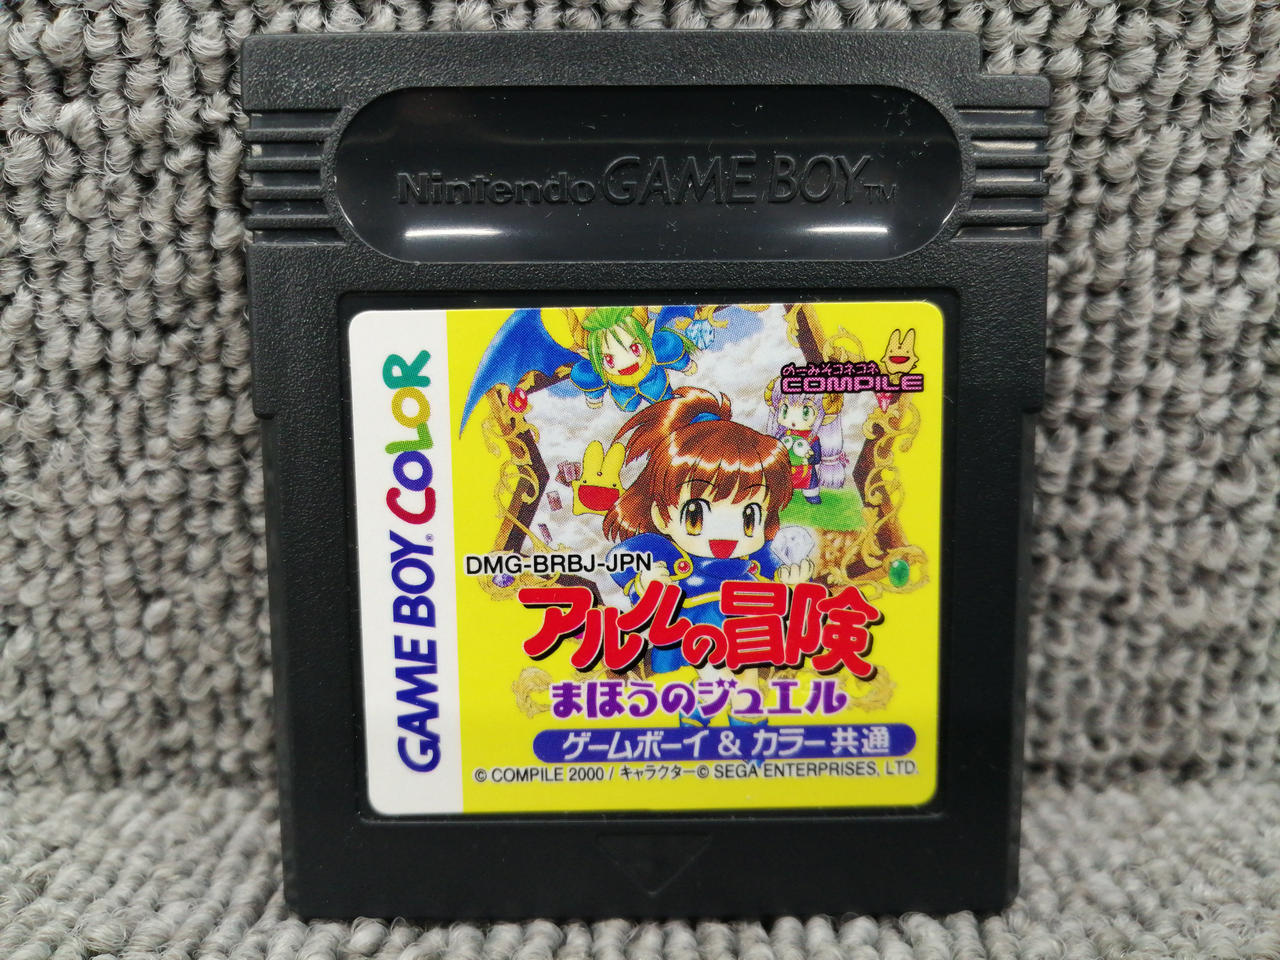 Nintendo GAME BOY™
GAME BOY® COLOR
めーみそコネコネ
COMPILE
DMG-BRBJ-JPN
アルルの冒険
まほうのジュエル
ゲームボーイ & カラー共通
© COMPILE 2000 / キャラクター© SEGA ENTERPRISES, LTD.